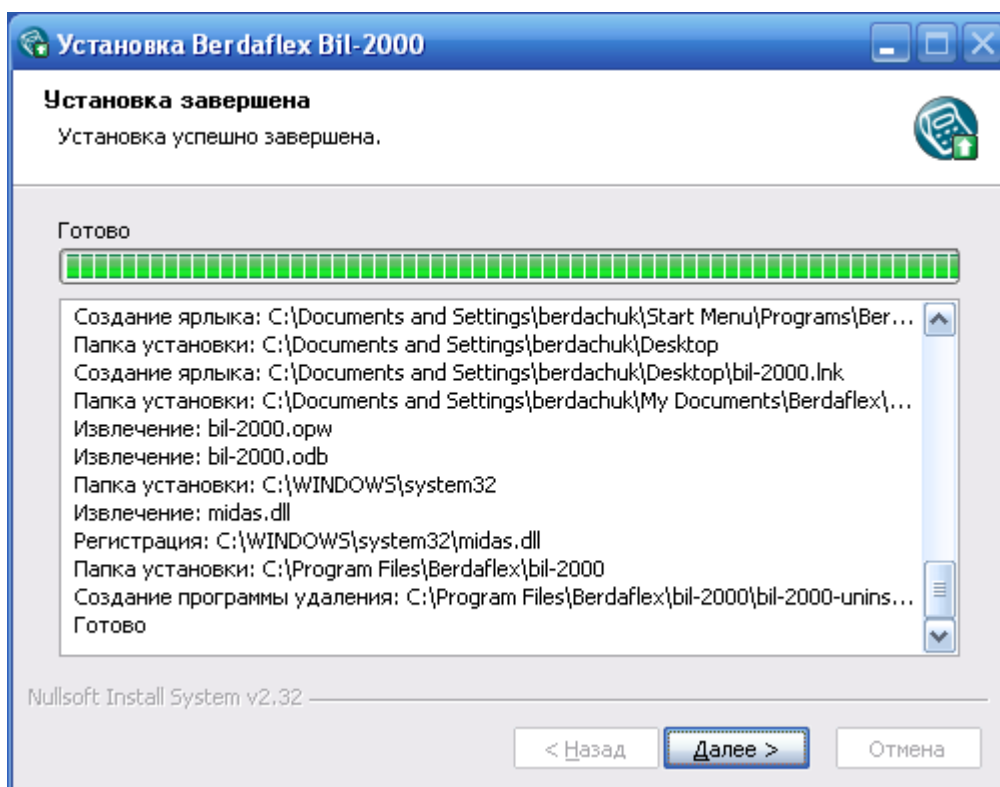 Установка Berdaflex Bil-2000
Установка завершена
Установка успешно завершена.
Готово
Создание ярлыка: C:\Documents and Settings\berdachuk\Start Menu\Programs\Ber...
Папка установки: C:\Documents and Settings\berdachuk\Desktop
Создание ярлыка: C:\Documents and Settings\berdachuk\Desktop\bil-2000.lnk
Папка установки: C:\Documents and Settings\berdachuk\My Documents\Berdaflex\...
Извлечение: bil-2000.opw
Извлечение: bil-2000.odb
Папка установки: C:\WINDOWS\system32
Извлечение: midas.dll
Регистрация: C:\WINDOWS\system32\midas.dll
Папка установки: C:\Program Files\Berdaflex\bil-2000
Создание программы удаления: C:\Program Files\Berdaflex\bil-2000\bil-2000-unins...
Готово
Nullsoft Install System v2.32
< Назад
Далее >
Отмена